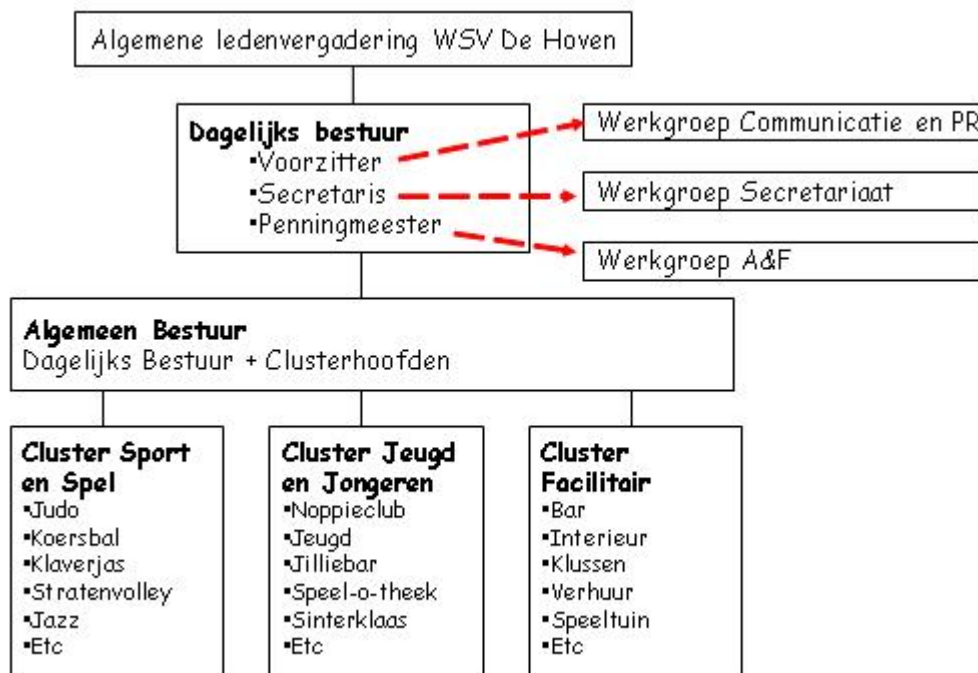 Algemene ledenvergadering WSV De Hoven
Dagelijks bestuur
▪Voorzitter
▪Secretaris
▪Penningmeester
Werkgroep Communicatie en PR
Werkgroep Secretariaat
Werkgroep A&F
Algemeen Bestuur
Dagelijks Bestuur + Clusterhoofden
Cluster Sport
en Spel
▪Judo
▪Koersbal
▪Klaverjas
▪Stratenvolley
▪Jazz
▪Etc
Cluster Jeugd
en Jongeren
▪Noppieclub
▪Jeugd
▪Jilliebar
▪Speel-o-theek
▪Sinterklaas
▪Etc
Cluster
Facilitair
▪Bar
▪Interieur
▪Klussen
▪Verhuur
▪Speeltuin
▪Etc